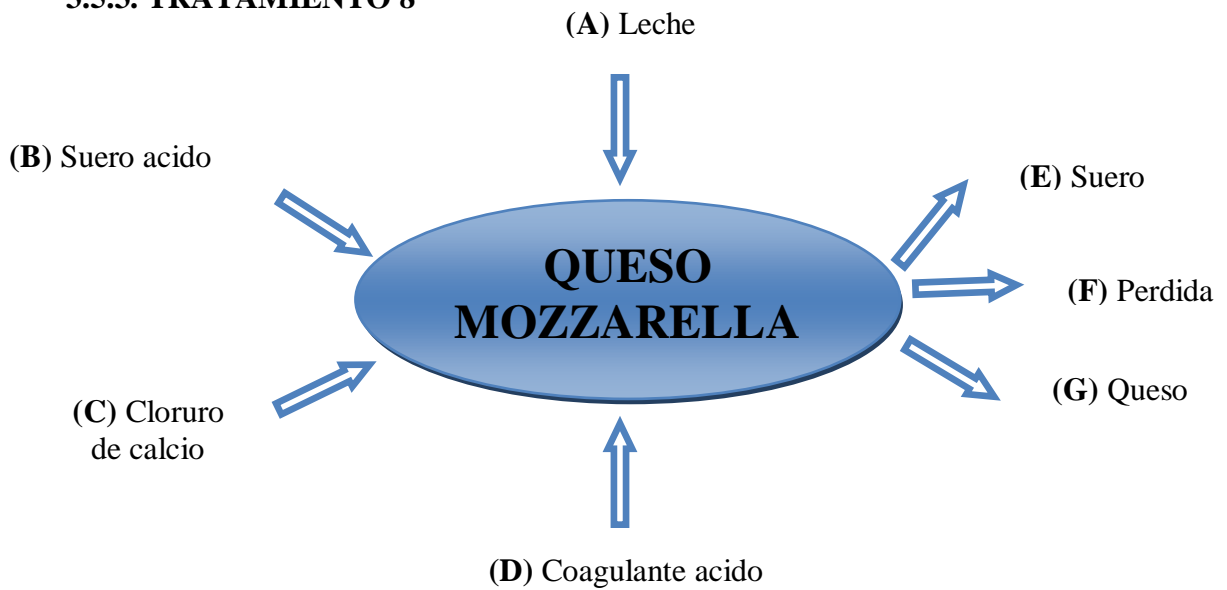 TRATAMIENTO 8
(A) Leche
(B) Suero acido
(E) Suero
QUESO
MOZZARELLA
(F) Perdida
(G) Queso
(C) Cloruro
de calcio
(D) Coagulante acido